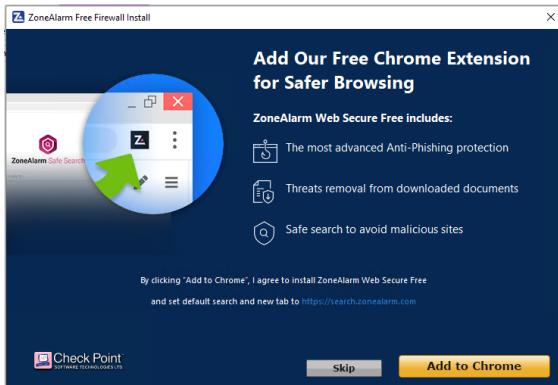 ZoneAlarm Free Firewall Install
Add Our Free Chrome Extension
for Safer Browsing
ZoneAlarm Web Secure Free includes:
The most advanced Anti-Phishing protection
Threats removal from downloaded documents
Safe search to avoid malicious sites
ZoneAlarm Safe Search
By clicking "Add to Chrome", I agree to install ZoneAlarm Web Secure Free
and set default search and new tab to https://search.zonealarm.com
Check Point
SOFTWARE TECHNOLOGIES LTD
Skip
Add to Chrome